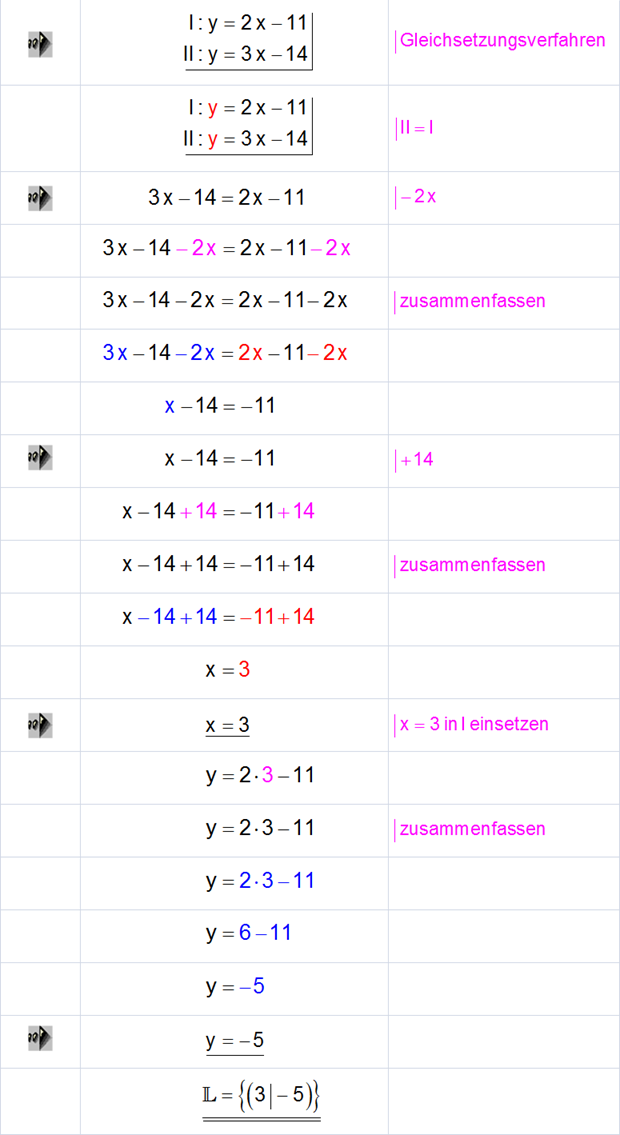 I : y = 2x – 11
II : y = 3x – 14
|Gleichsetzungsverfahren
I : y = 2x – 11
II : y = 3x – 14
|II = I
3x – 14 = 2x – 11 |– 2x
3x – 14 – 2x = 2x – 11 – 2x
3x – 14 – 2x = 2x – 11 – 2x |zusammenfassen
3x – 14 – 2x = 2x – 11 – 2x
x – 14 = – 11
x – 14 = – 11 |+14
x – 14 + 14 = – 11 + 14
x – 14 + 14 = – 11 + 14 |zusammenfassen
x – 14 + 14 = – 11 + 14
x = 3
x = 3 |x = 3 in I einsetzen
y = 2·3 – 11
y = 2·3 – 11 |zusammenfassen
y = 2·3 – 11
y = 6 – 11
y = – 5
y = – 5
𝕃 = {(3|– 5)}